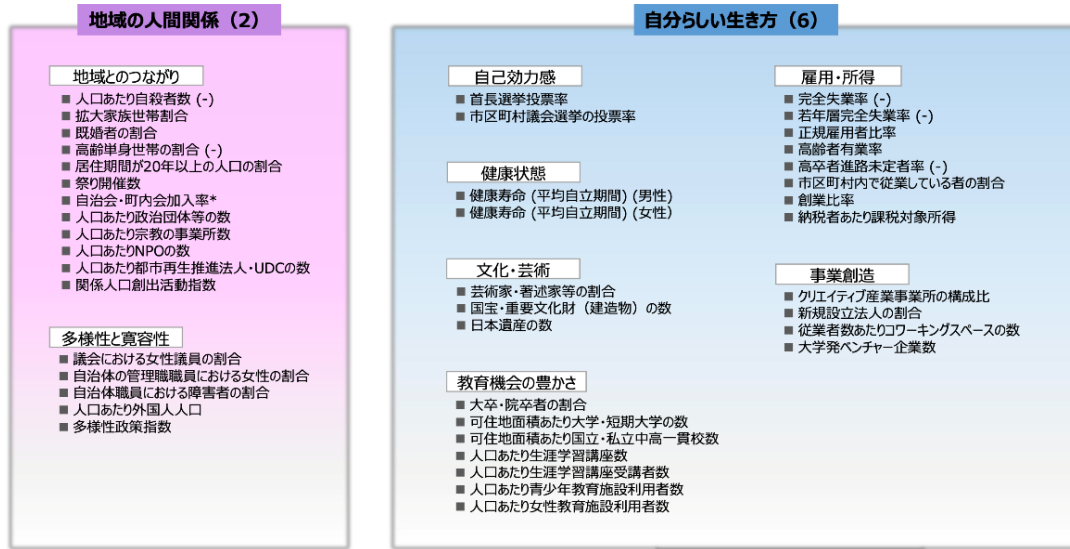 地域の人間関係（2）
地域とのつながり
■ 人口あたり自殺者数 (-)
■ 拡大家族世帯割合
■ 既婚者の割合
■ 高齢単身世帯の割合 (-)
■ 居住期間が20年以上の人口の割合
■ 祭り開催数
■ 自治会・町内会加入率*
■ 人口あたり政治団体等の数
■ 人口あたり宗教の事業所数
■ 人口あたりNPOの数
■ 人口あたり都市再生推進法人・UDCの数
■ 関係人口創出活動指数
多様性と寛容性
■ 議会における女性議員の割合
■ 自治体の管理職職員における女性の割合
■ 自治体職員における障害者の割合
■ 人口あたり外国人人口
■ 多様性政策指数
自分らしい生き方（6）
自己効力感
■ 首長選挙投票率
■ 市区町村議会選挙の投票率
健康状態
■ 健康寿命 (平均自立期間) (男性)
■ 健康寿命 (平均自立期間) (女性）
文化・芸術
■ 芸術家・著述家等の割合
■ 国宝・重要文化財（建造物）の数
■ 日本遺産の数
教育機会の豊かさ
■ 大卒・院卒者の割合
■ 可住地面積あたり大学・短期大学の数
■ 可住地面積あたり国立・私立中高一貫校数
■ 人口あたり生涯学習講座数
■ 人口あたり生涯学習講座受講者数
■ 人口あたり青少年教育施設利用者数
■ 人口あたり女性教育施設利用者数
雇用・所得
■ 完全失業率 (-)
■ 若年層完全失業率 (-)
■ 正規雇用者比率
■ 高齢者有業率
■ 高卒者進路未定者率 (-)
■ 市区町村内で従業している者の割合
■ 創業比率
■ 納税者あたり課税対象所得
事業創造
■ クリエイティブ産業事業所の構成比
■ 新規設立法人の割合
■ 従業者数あたりコワーキングスペースの数
■ 大学発ベンチャー企業数